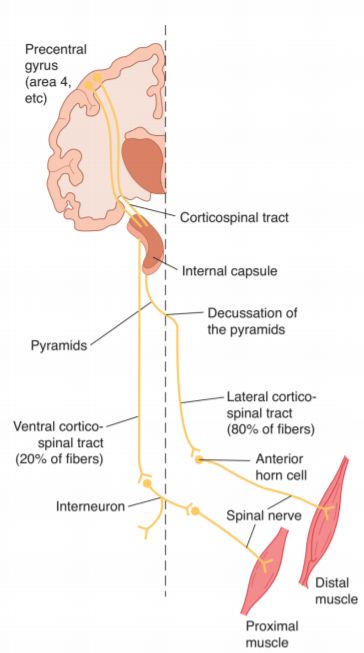 Precentral
gyrus
(area 4,
etc)
Corticospinal tract
Internal capsule
Decussation of
the pyramids
Pyramids
Lateral cortico-
spinal tract
(80% of fibers)
Ventral cortico-
spinal tract
(20% of fibers)
Anterior
horn cell
Interneuron
Spinal nerve
Distal
muscle
Proximal
muscle